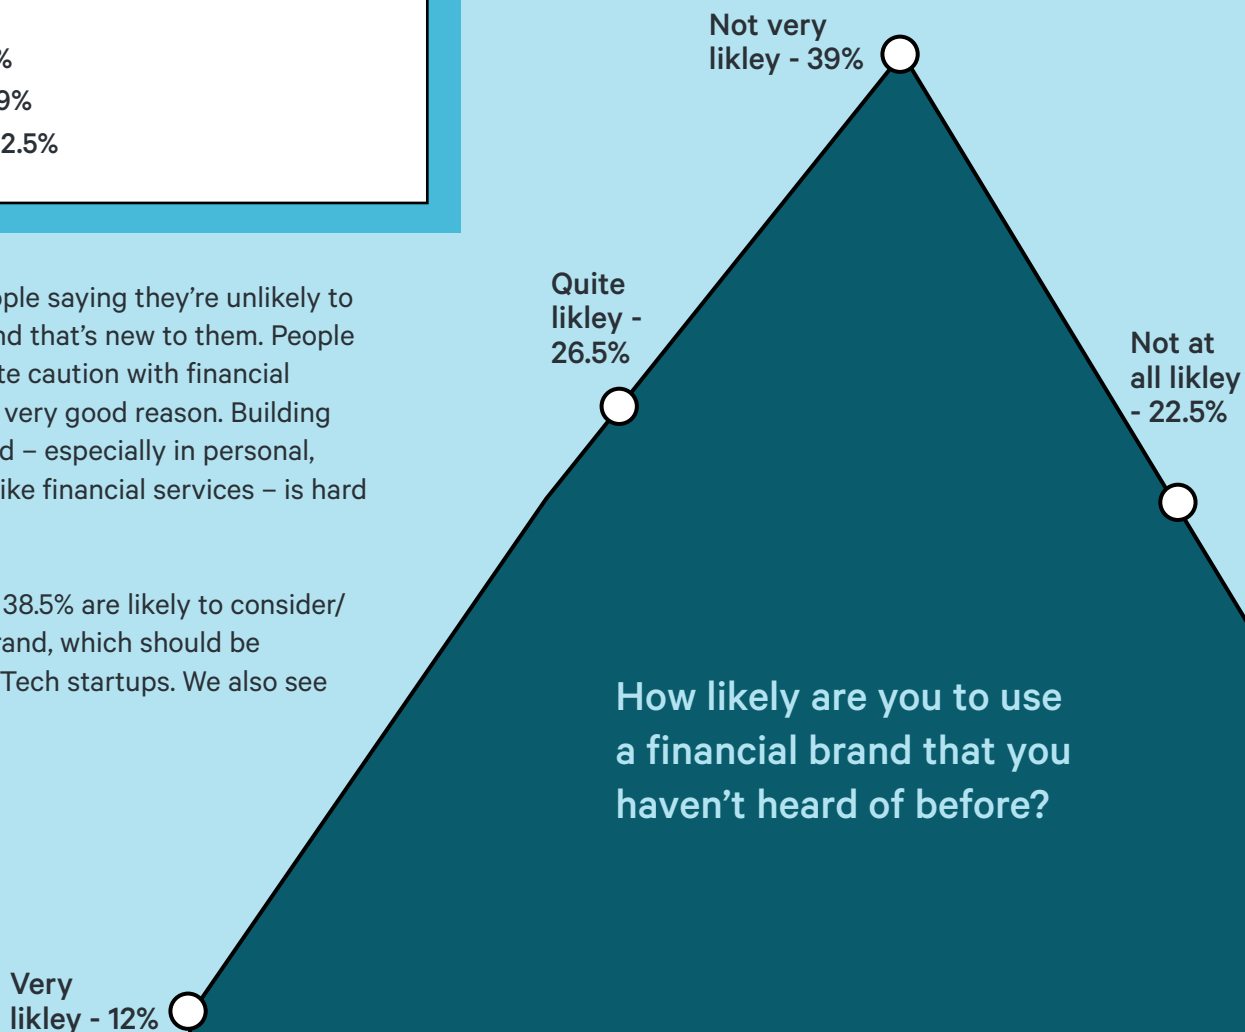 %
9%
2.5%
ople saying they’re unlikely to
nd that’s new to them. People
te caution with financial
very good reason. Building
d – especially in personal,
ike financial services – is hard
38.5% are likely to consider/
rand, which should be
Tech startups. We also see
Not very
likley - 39%
Quite
likley -
26.5%
Not at
all likley
- 22.5%
How likely are you to use
a financial brand that you
haven’t heard of before?
Very
likley - 12%